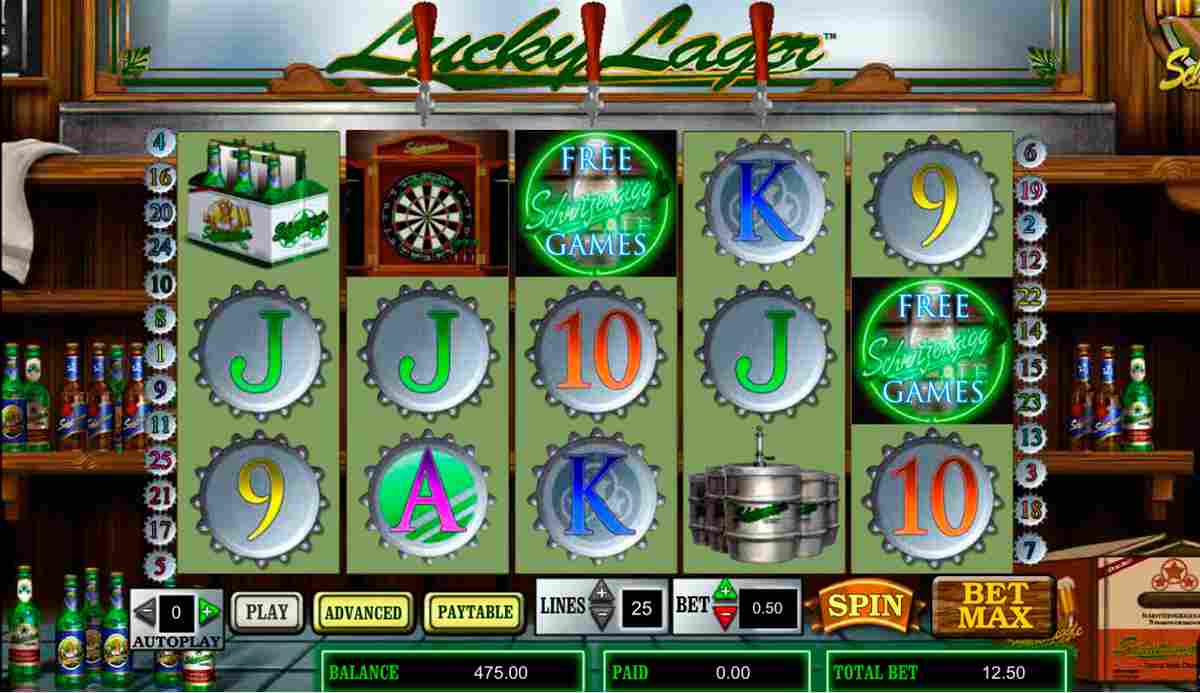 Lucky Lager™
4
16
20
24
10
8
1
9
11
25
21
17
5
FREE
Schnitzengigg
GAMES
K
9
J
J
10
J
FREE
Schnitzengigg
GAMES
9
A
K
10
6
19
2
12
22
14
15
23
13
3
18
7
0
AUTOPLAY
PLAY
ADVANCED
PAYTABLE
LINES
25
BET
0.50
SPIN
BET
MAX
BALANCE
475.00
PAID
0.00
TOTAL BET
12.50